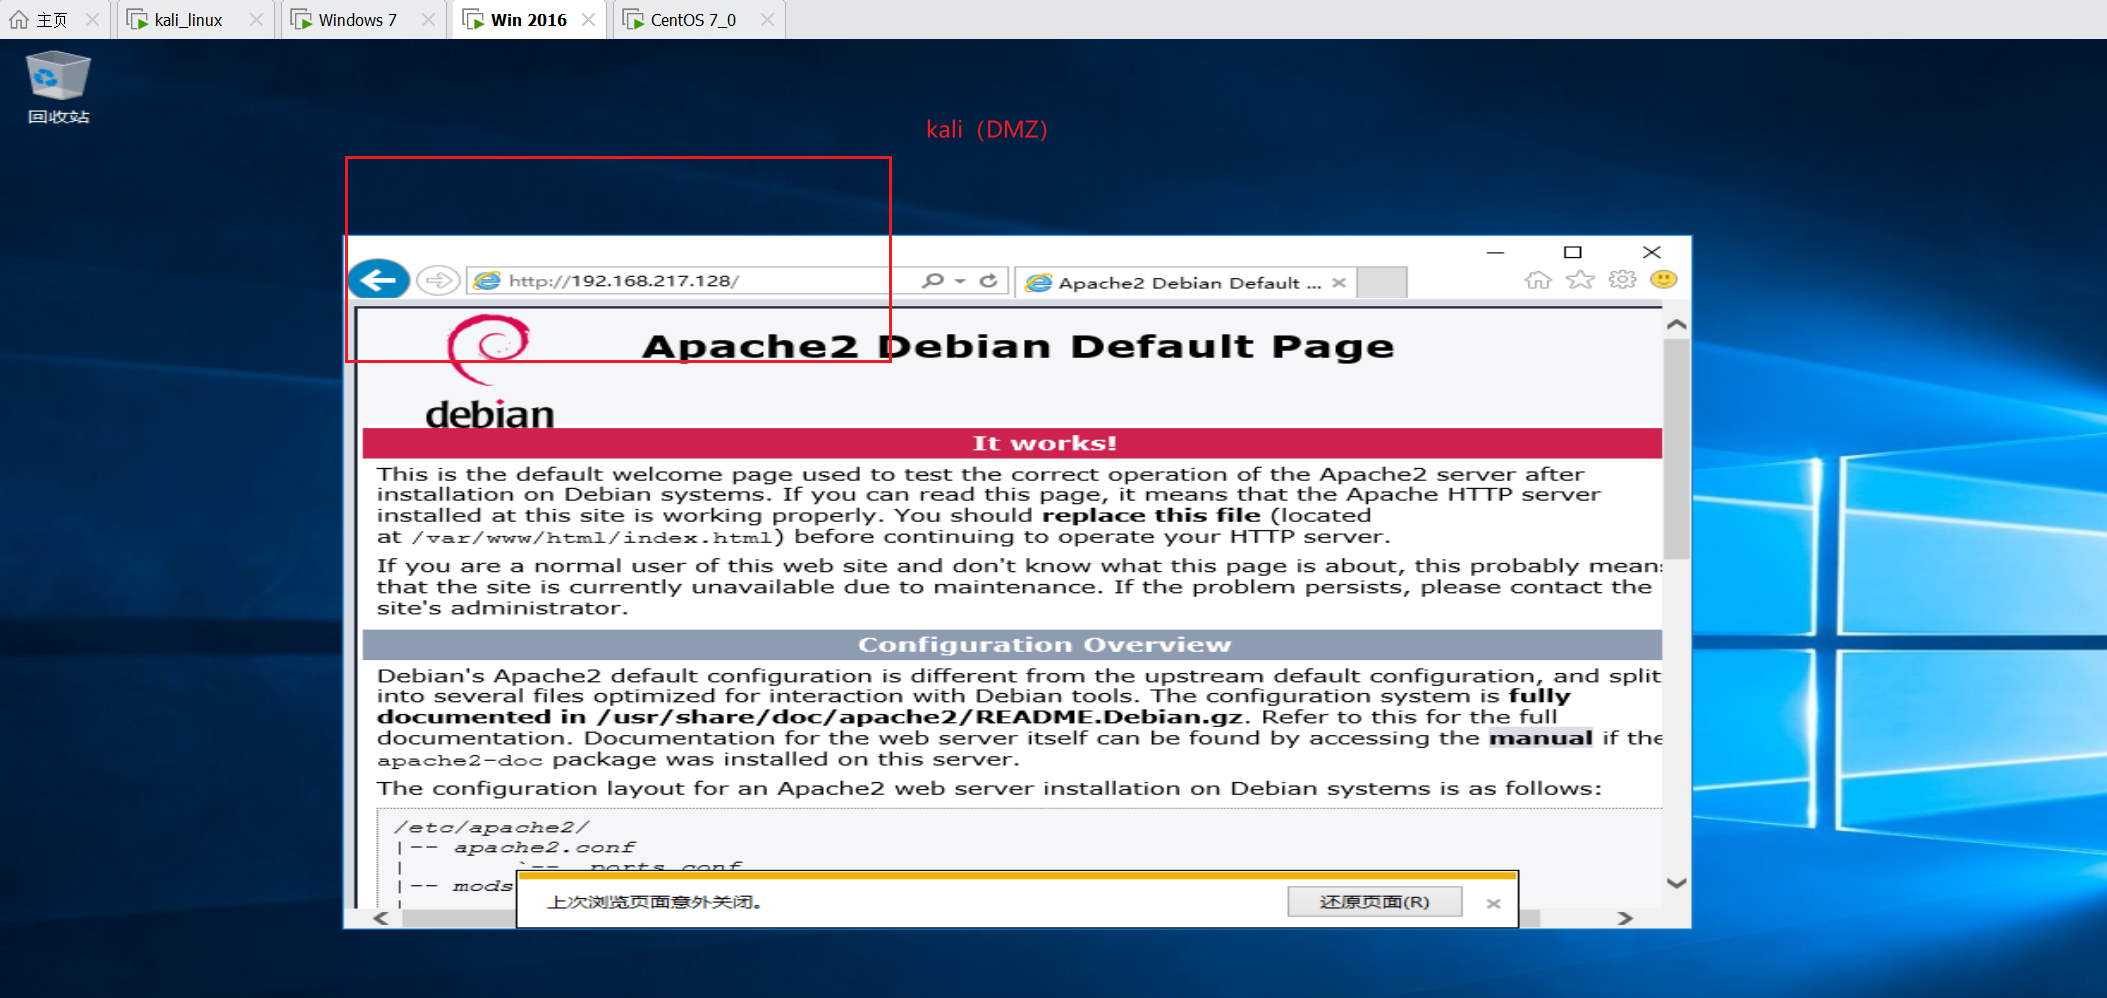 主页
kali_linux
Windows 7
Win 2016
CentOS 7_0
回收站
kali（DMZ）
http://192.168.217.128/
Apache2 Debian Default ...
Apache2 Debian Default Page
debian
It works!
This is the default welcome page used to test the correct operation of the Apache2 server after
installation on Debian systems. If you can read this page, it means that the Apache HTTP server
installed at this site is working properly. You should replace this file (located
at /var/www/html/index.html) before continuing to operate your HTTP server.
If you are a normal user of this web site and don't know what this page is about, this probably means
that the site is currently unavailable due to maintenance. If the problem persists, please contact the
site's administrator.
Configuration Overview
Debian's Apache2 default configuration is different from the upstream default configuration, and split
into several files optimized for interaction with Debian tools. The configuration system is fully
documented in /usr/share/doc/apache2/README.Debian.gz. Refer to this for the full
documentation. Documentation for the web server itself can be found by accessing the manual if the
apache2-doc package was installed on this server.
The configuration layout for an Apache2 web server installation on Debian systems is as follows:
/etc/apache2/
|-- apache2.conf
|       `--  ports.conf
|-- mods
上次浏览页面意外关闭。
还原页面(R)